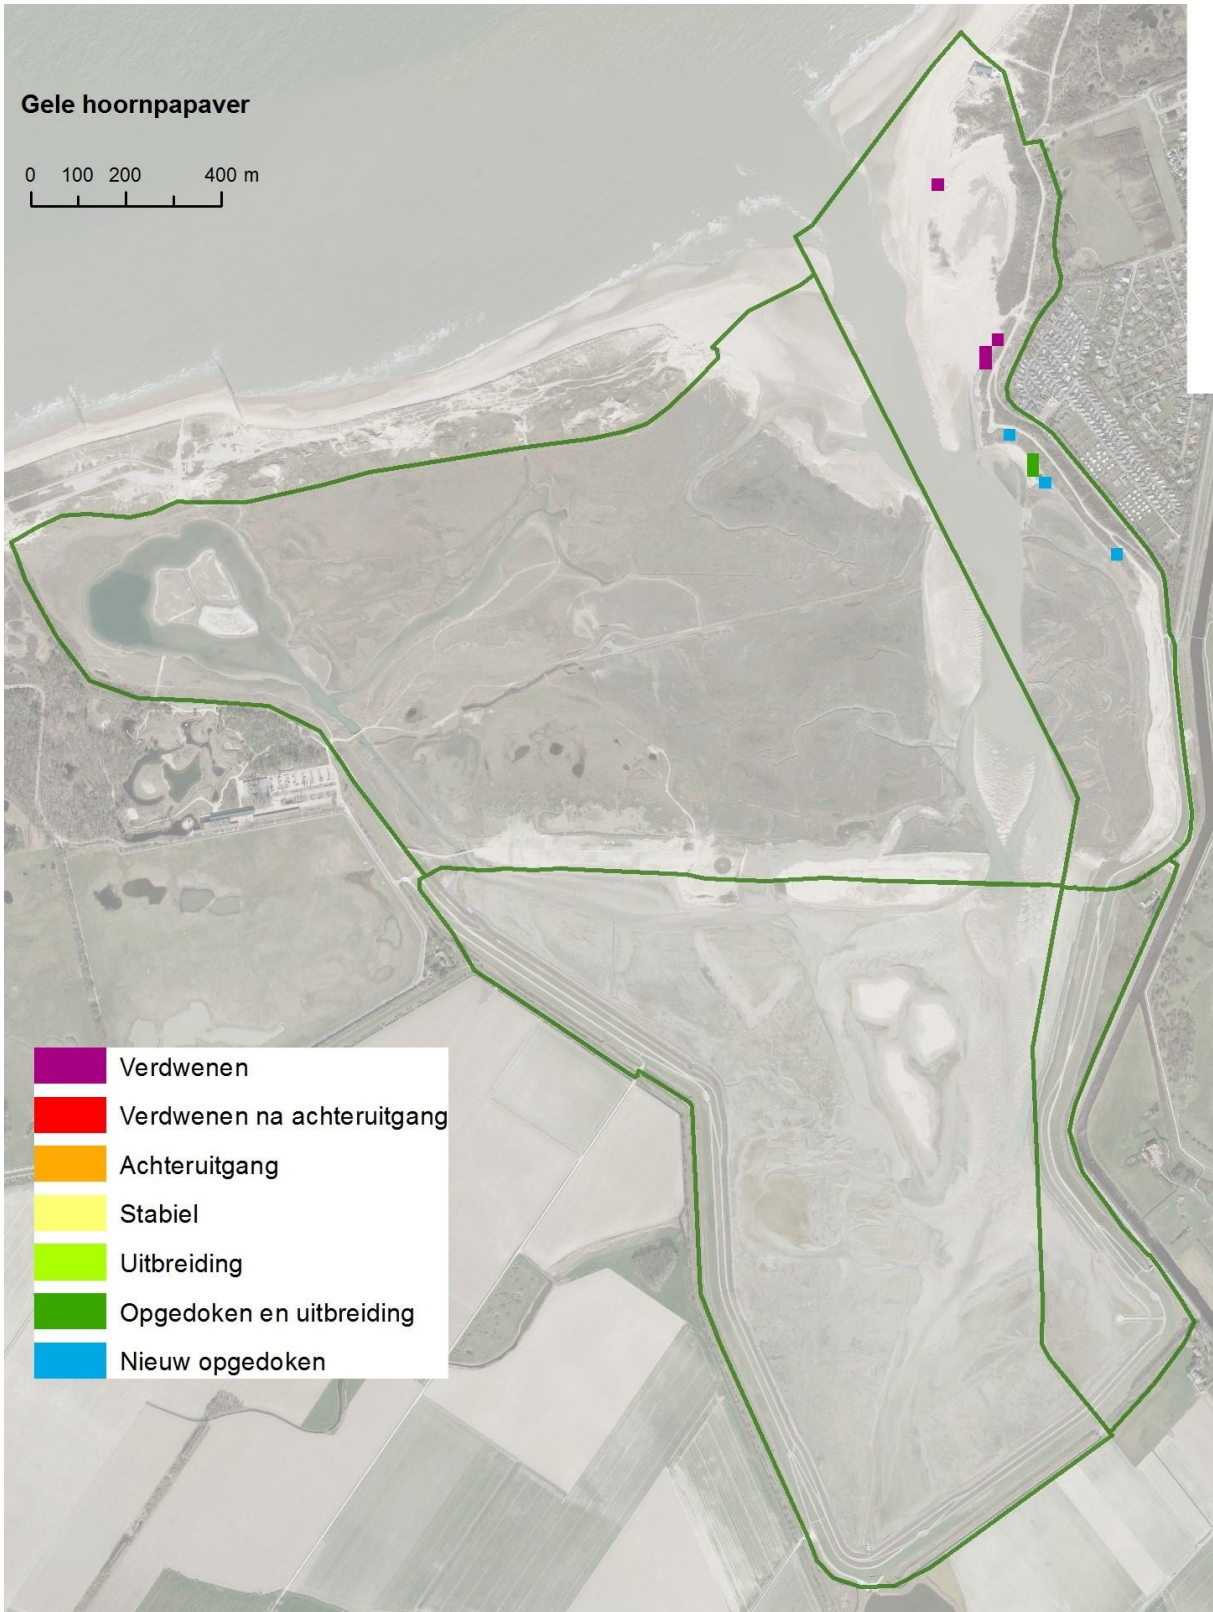 Gele hoornpapaver
0 100 200 400 m
Verdwenen
Verdwenen na achteruitgang
Achteruitgang
Stabiel
Uitbreiding
Opgedoken en uitbreiding
Nieuw opgedoken